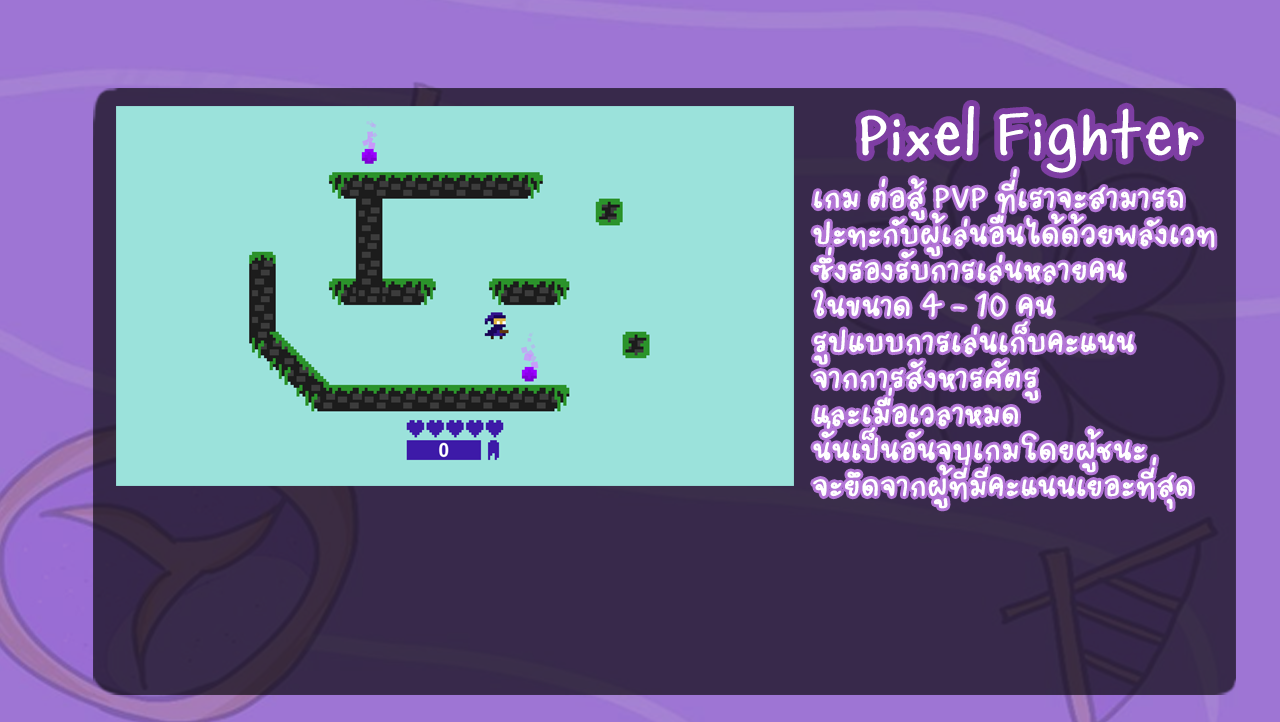 Pixel Fighter
เกม ต่อสู้ PVP ที่เราจะสามารถ
ปะทะกับผู้เล่นอื่นได้ด้วยพลังเวท
ซึ่งรองรับการเล่นหลายคน
ในขนาด 4 - 10 คน
รูปแบบการเล่นเก็บคะแนน
จากการสังหารศัตรู
และเมื่อเวลาหมด
นั่นเป็นอันจบเกมโดยผู้ชนะ
จะยึดจากผู้ที่มีคะแนนเยอะที่สุด
0